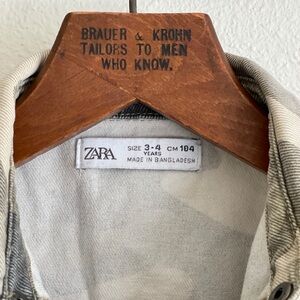 BRAUER & KROHN
TAILORS TO MEN
WHO KNOW.
ZARA
SIZE 3-4 CM 104
YEARS
MADE IN BANGLADESH